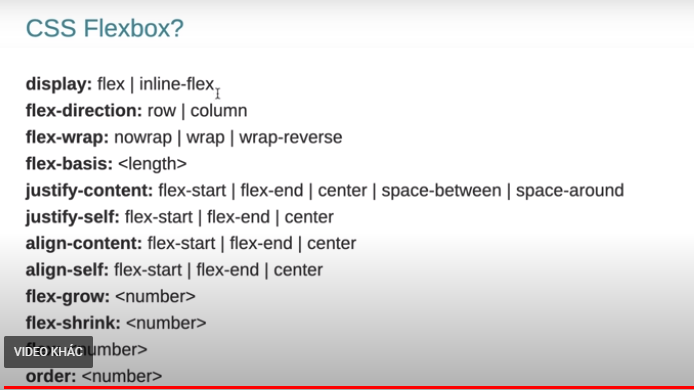 CSS Flexbox?
display: flex | inline-flex
flex-direction: row | column
flex-wrap: nowrap | wrap | wrap-reverse
flex-basis: <length>
justify-content: flex-start | flex-end | center | space-between | space-around
justify-self: flex-start | flex-end | center
align-content: flex-start | flex-end | center
align-self: flex-start | flex-end | center
flex-grow: <number>
flex-shrink: <number>
VIDEO KHÁC
number>
order: <number>